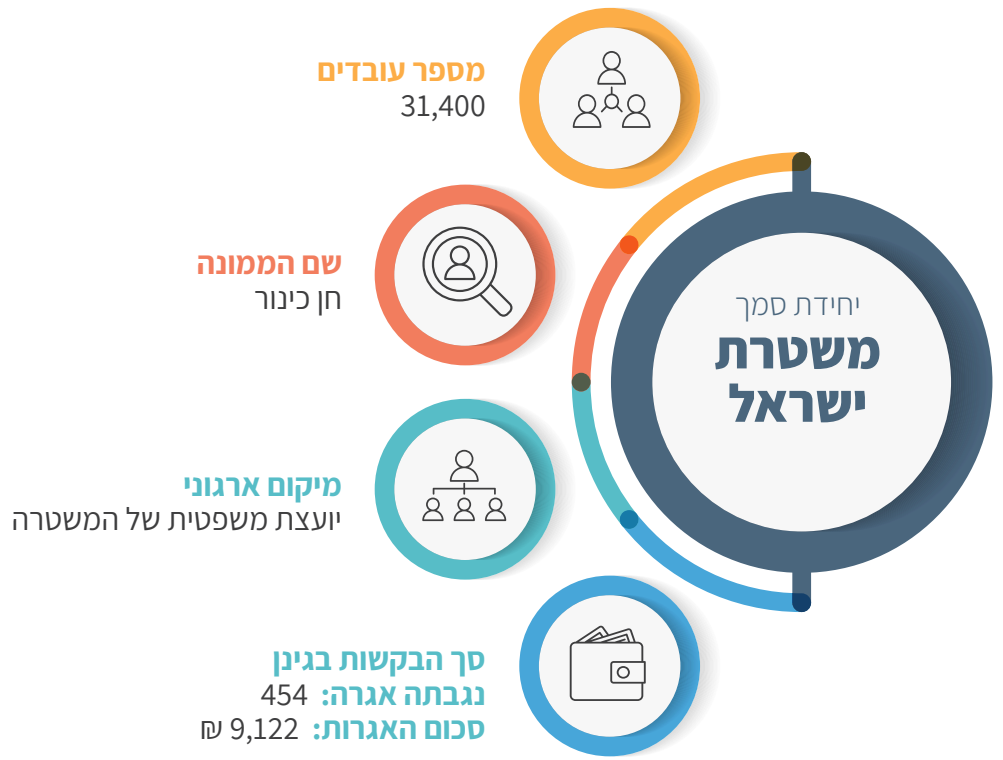 יחידת סמך
משטרת
ישראל
מספר עובדים
31,400
שם הממונה
חן כינור
מיקום ארגוני
יועצת משפטית של המשטרה
סך הבקשות בגינן
נגבתה אגרה: 454
סכום האגרות: 9,122 ₪